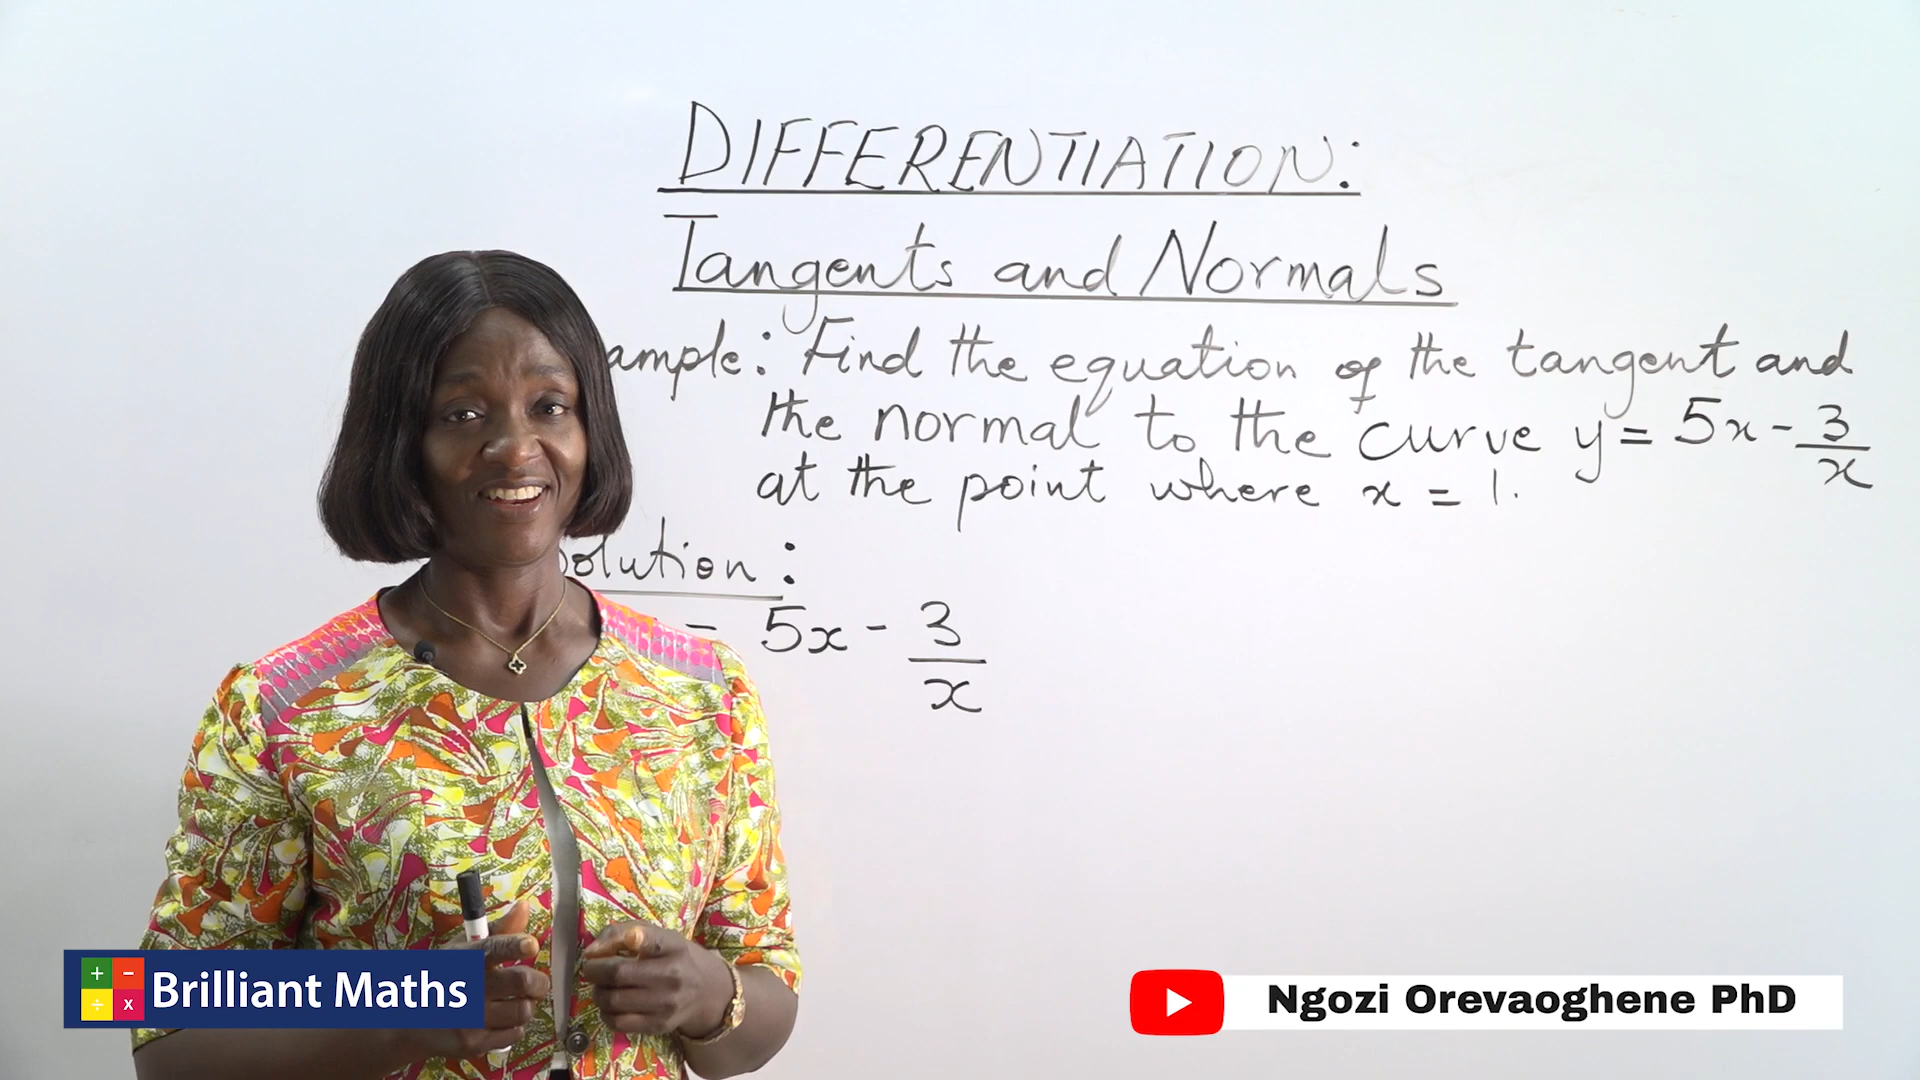 DIFFERENTIATION:
Tangents and Normals
ample: Find the equation of the tangent and
the normal to the curve y = 5x - 3/x
at the point where x = 1.
olution:
= 5x - 3/x
+ - ÷ x Brilliant Maths
Ngozi Orevaoghene PhD